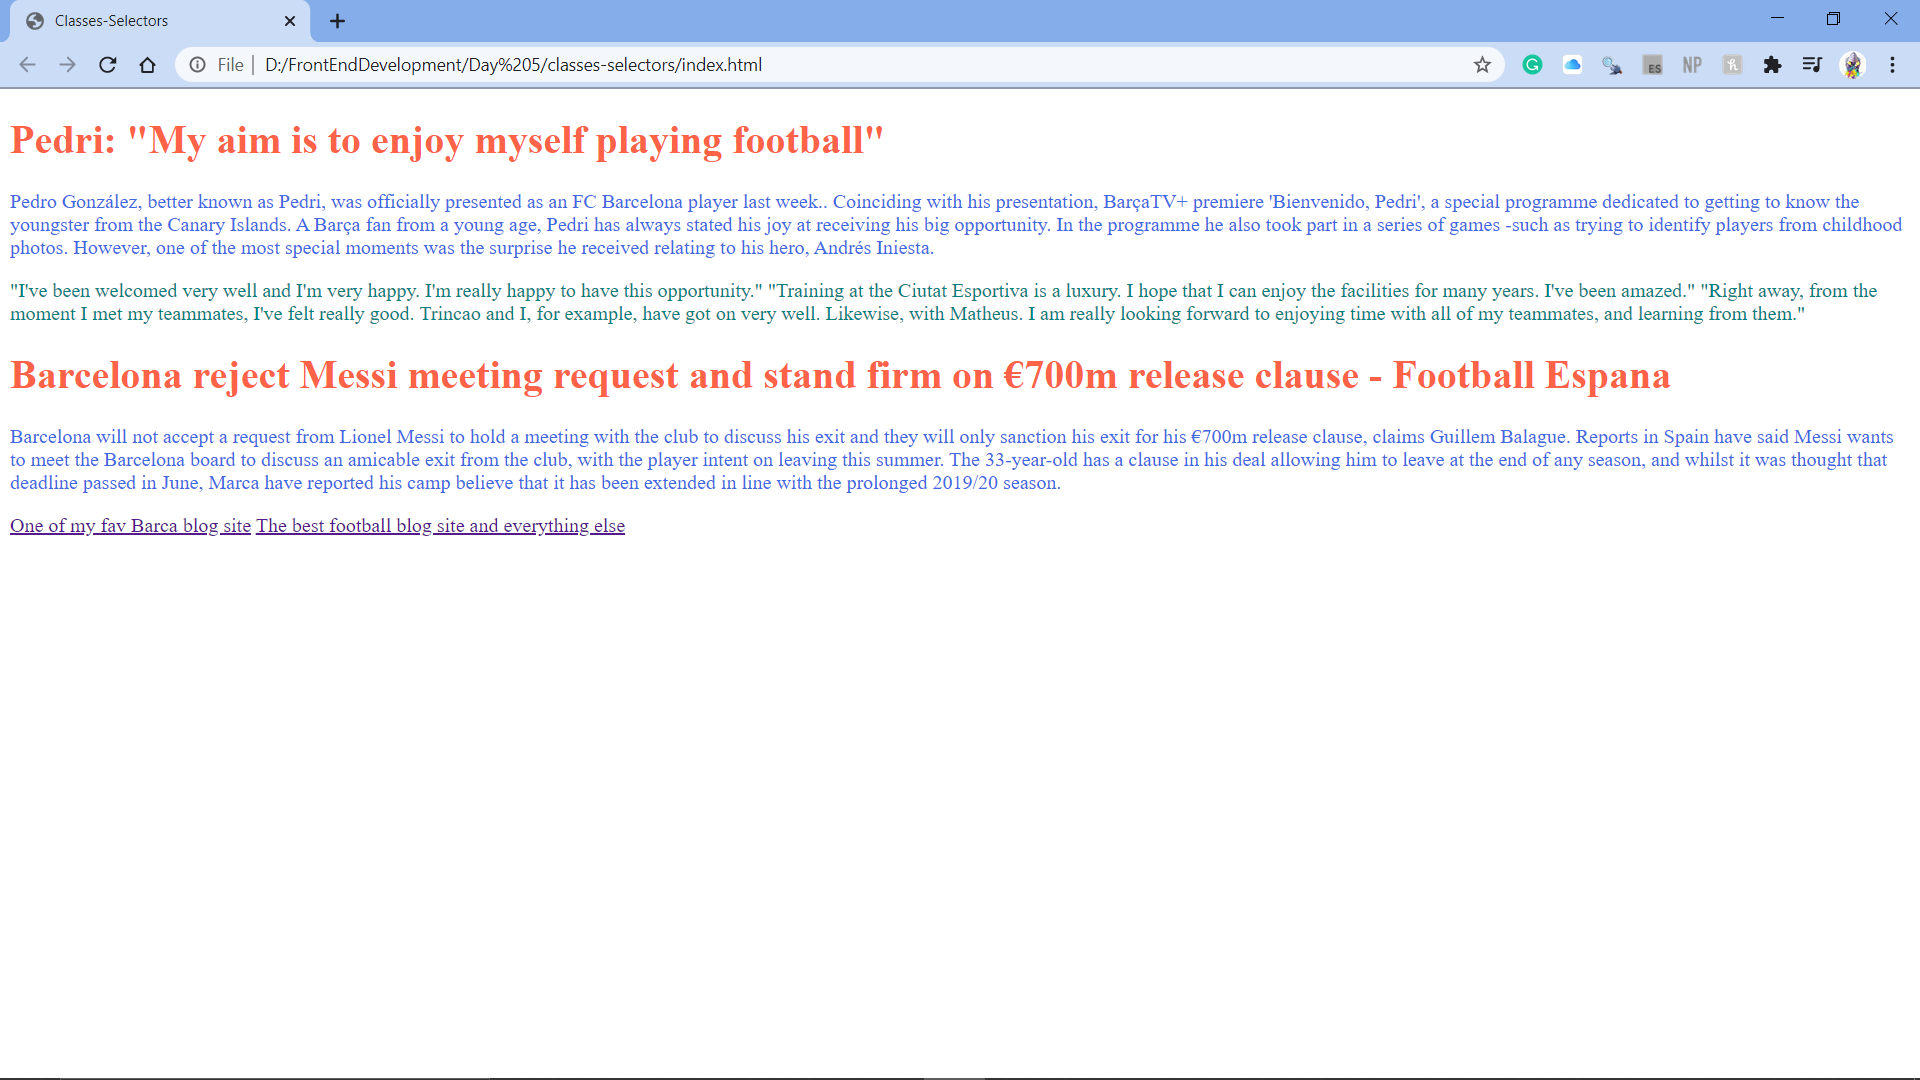 Classes-Selectors
File | D:/FrontEndDevelopment/Day%205/classes-selectors/index.html
ES
NP
Pedri: "My aim is to enjoy myself playing football"
Pedro González, better known as Pedri, was officially presented as an FC Barcelona player last week.. Coinciding with his presentation, BarçaTV+ premiere 'Bienvenido, Pedri', a special programme dedicated to getting to know the
youngster from the Canary Islands. A Barça fan from a young age, Pedri has always stated his joy at receiving his big opportunity. In the programme he also took part in a series of games -such as trying to identify players from childhood
photos. However, one of the most special moments was the surprise he received relating to his hero, Andrés Iniesta.
"I've been welcomed very well and I'm very happy. I'm really happy to have this opportunity." "Training at the Ciutat Esportiva is a luxury. I hope that I can enjoy the facilities for many years. I've been amazed." "Right away, from the
moment I met my teammates, I've felt really good. Trincao and I, for example, have got on very well. Likewise, with Matheus. I am really looking forward to enjoying time with all of my teammates, and learning from them."
Barcelona reject Messi meeting request and stand firm on €700m release clause - Football Espana
Barcelona will not accept a request from Lionel Messi to hold a meeting with the club to discuss his exit and they will only sanction his exit for his €700m release clause, claims Guillem Balague. Reports in Spain have said Messi wants
to meet the Barcelona board to discuss an amicable exit from the club, with the player intent on leaving this summer. The 33-year-old has a clause in his deal allowing him to leave at the end of any season, and whilst it was thought that
deadline passed in June, Marca have reported his camp believe that it has been extended in line with the prolonged 2019/20 season.
One of my fav Barca blog site The best football blog site and everything else